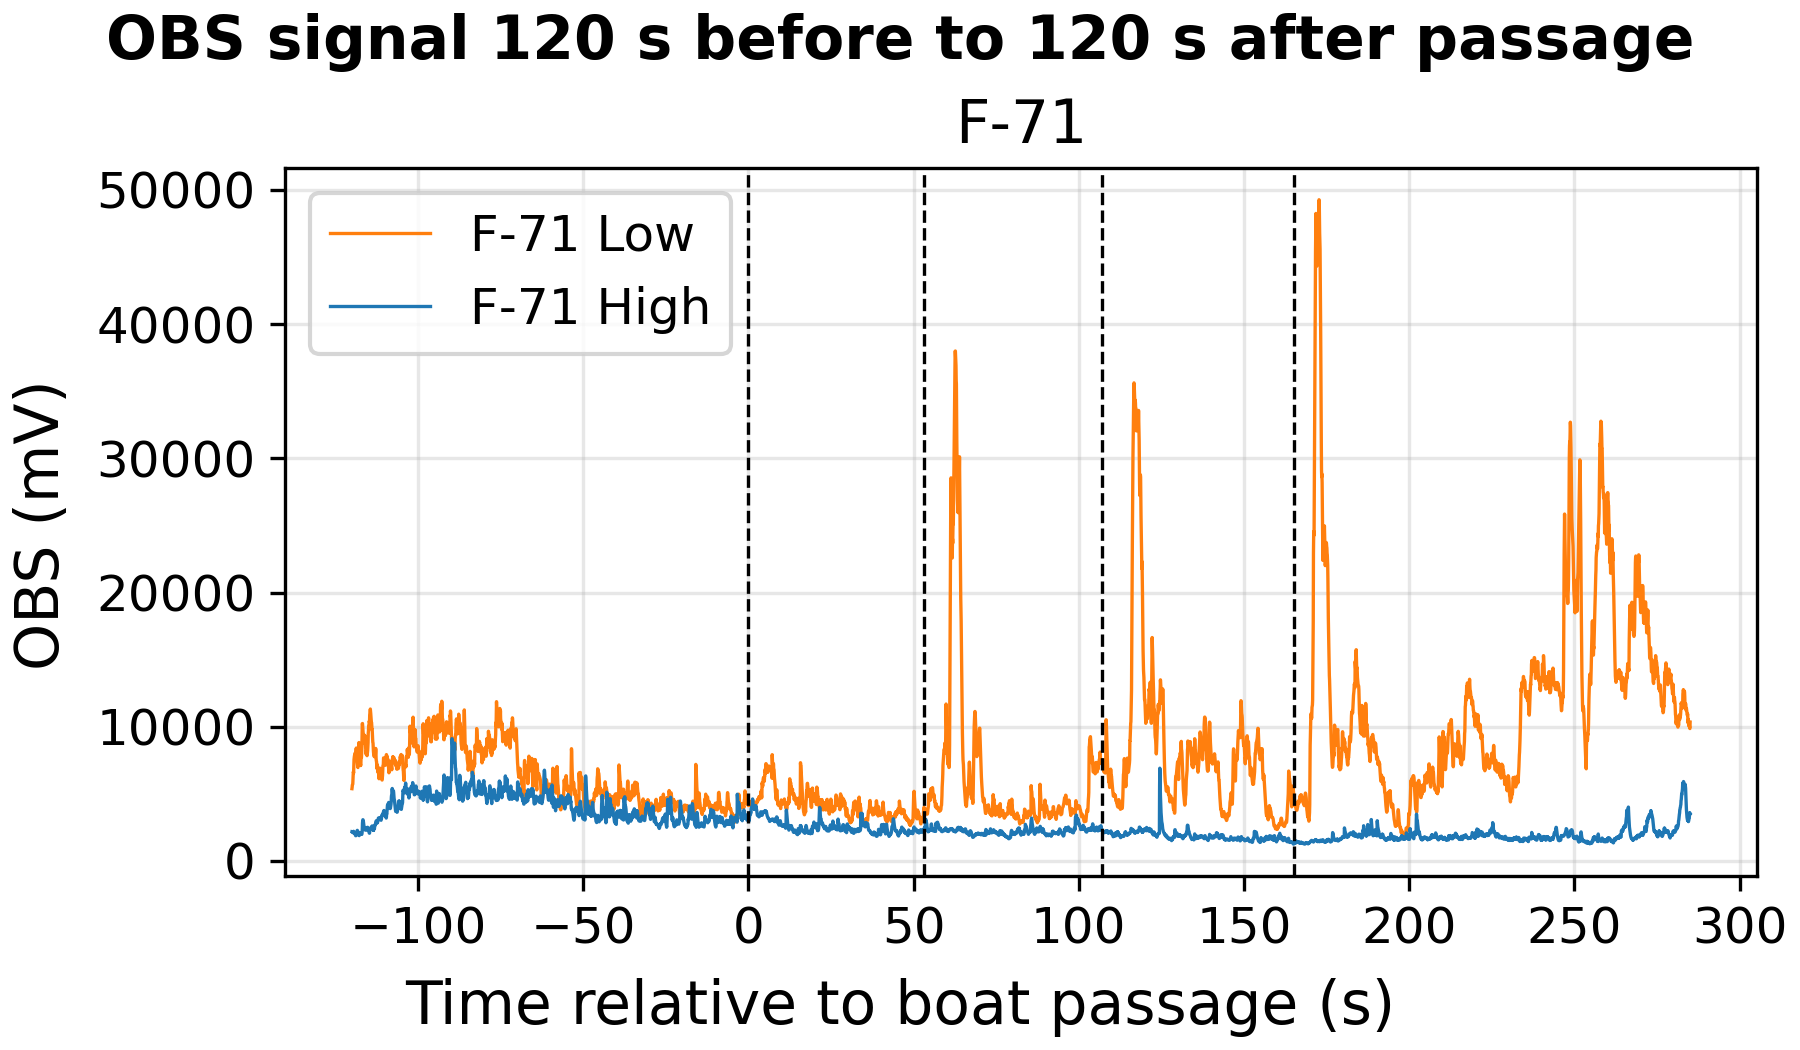 OBS signal 120 s before to 120 s after passage
F-71
F-71 Low
F-71 High
OBS (mV)
50000
40000
30000
20000
10000
0
−100 −50 0 50 100 150 200 250 300
Time relative to boat passage (s)